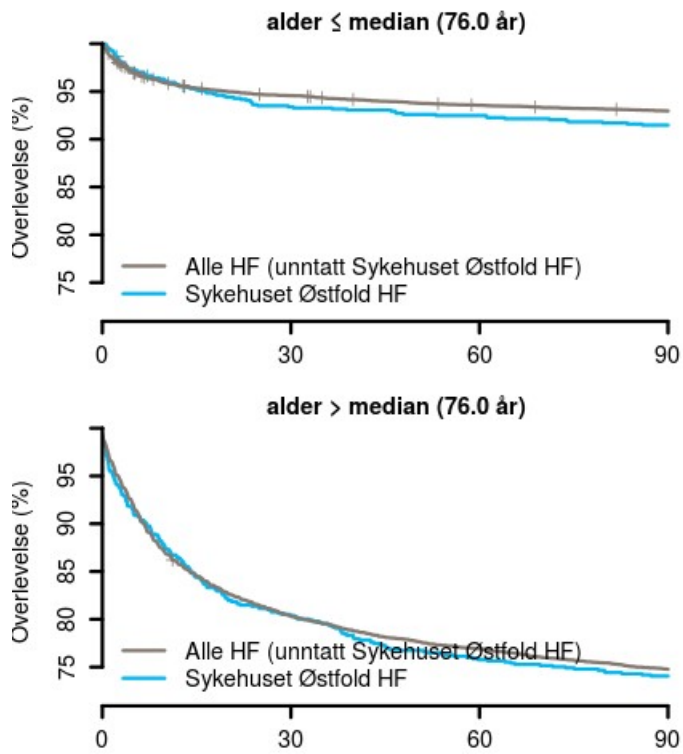 alder ≤ median (76.0 år)
Overlevelse (%)
95
90
85
80
75
Alle HF (unntatt Sykehuset Østfold HF)
Sykehuset Østfold HF
0 30 60 90
alder > median (76.0 år)
Overlevelse (%)
95
90
85
80
75
Alle HF (unntatt Sykehuset Østfold HF)
Sykehuset Østfold HF
0 30 60 90